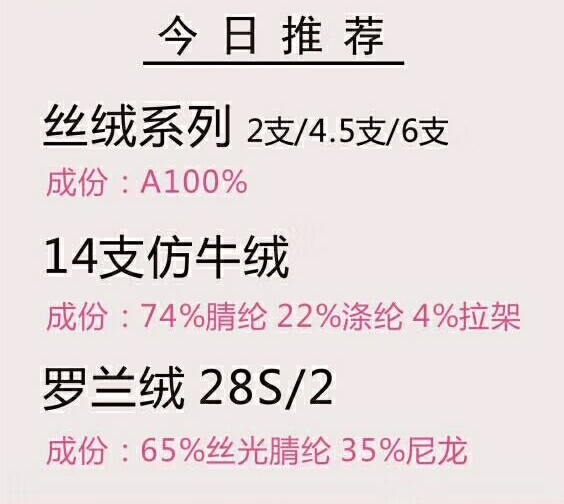 今日推荐
丝绒系列 2支/4.5支/6支
成份：A100%
14支仿牛绒
成份：74%腈纶 22%涤纶 4%拉架
罗兰绒 28S/2
成份：65%丝光腈纶 35%尼龙